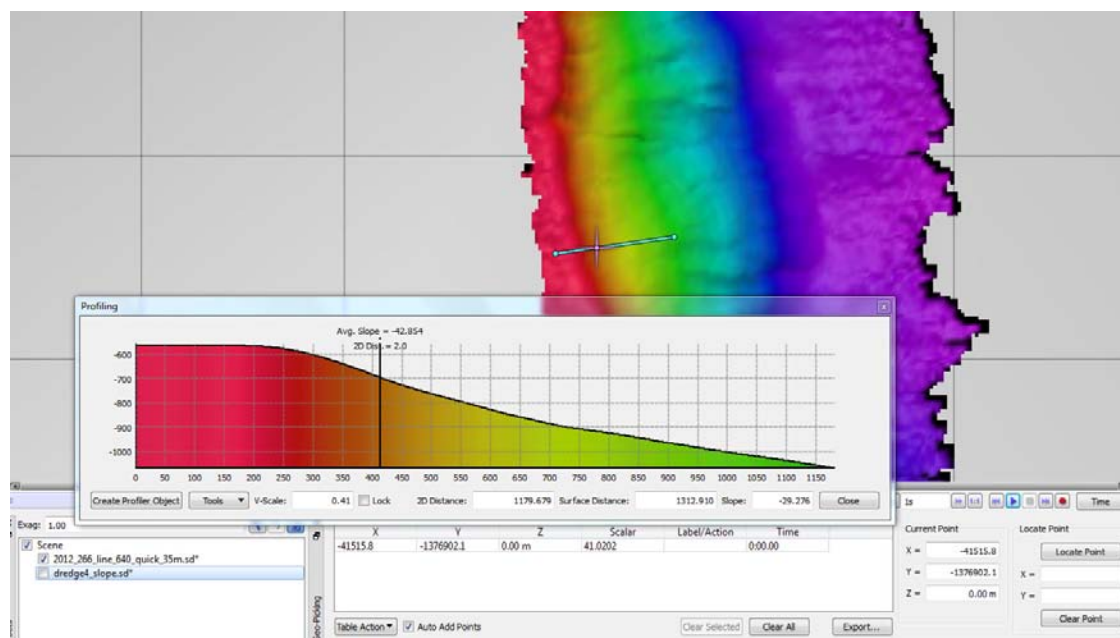 Profiling
Avg. Slope = -42.854
2D Dist. = 2.0
-600
-700
-800
-900
-1000
0 50 100 150 200 250 300 350 400 450 500 550 600 650 700 750 800 850 900 950 1000 1050 1100 1150
Create Profiler Object Tools V-Scale: 0.41 Lock 2D Distance: 1179.679 Surface Distance: 1312.910 Slope: -29.276 Close
1s 1:1 Time
Exag: 1.00
X Y Z Scalar Label/Action Time
-41515.8 -1376902.1 0.00 m 41.0202 0:00.00
Scene
2012_266_line_640_quick_35m.sd*
dredge4_slope.sd*
Geo-Picking
Table Action Auto Add Points Clear Selected Clear All Export...
Current Point
X = -41515.8
Y = -1376902.1
Z = 0.00 m
Locate Point
Locate Point
X =
Y =
Clear Point